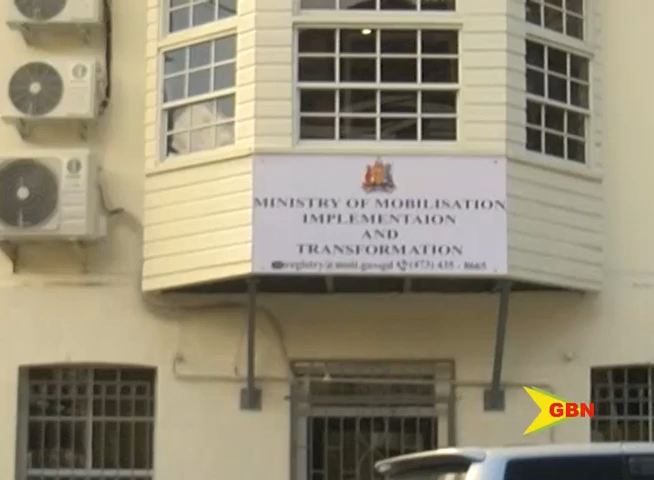 MINISTRY OF MOBILISATION
IMPLEMENTAION
AND
TRANSFORMATION
(473) 435 - 8665
GBN